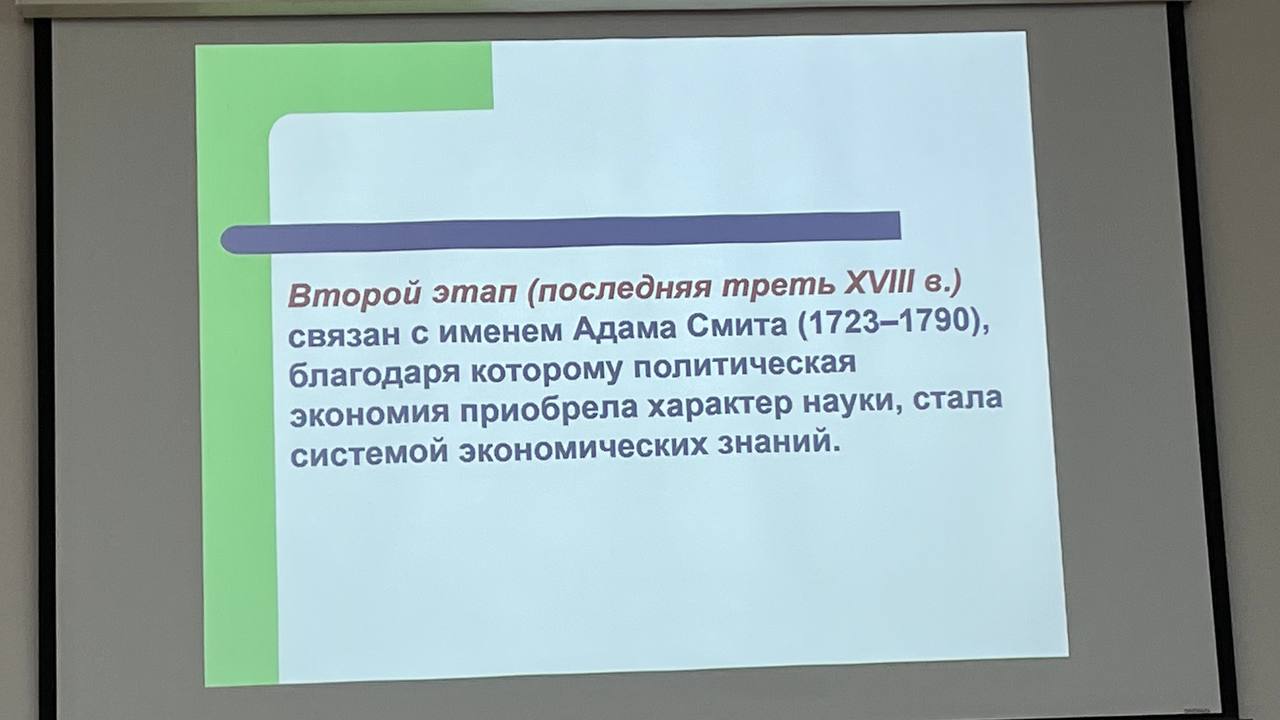 Второй этап (последняя треть XVIII в.)
связан с именем Адама Смита (1723–1790),
благодаря которому политическая
экономия приобрела характер науки, стала
системой экономических знаний.